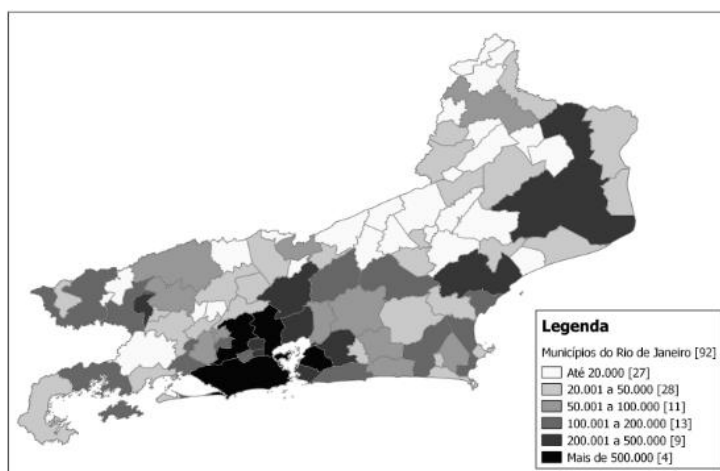 Legenda
Municípios do Rio de Janeiro [92]
Até 20.000 [27]
20.001 a 50.000 [28]
50.001 a 100.000 [11]
100.001 a 200.000 [13]
200.001 a 500.000 [9]
Mais de 500.000 [4]